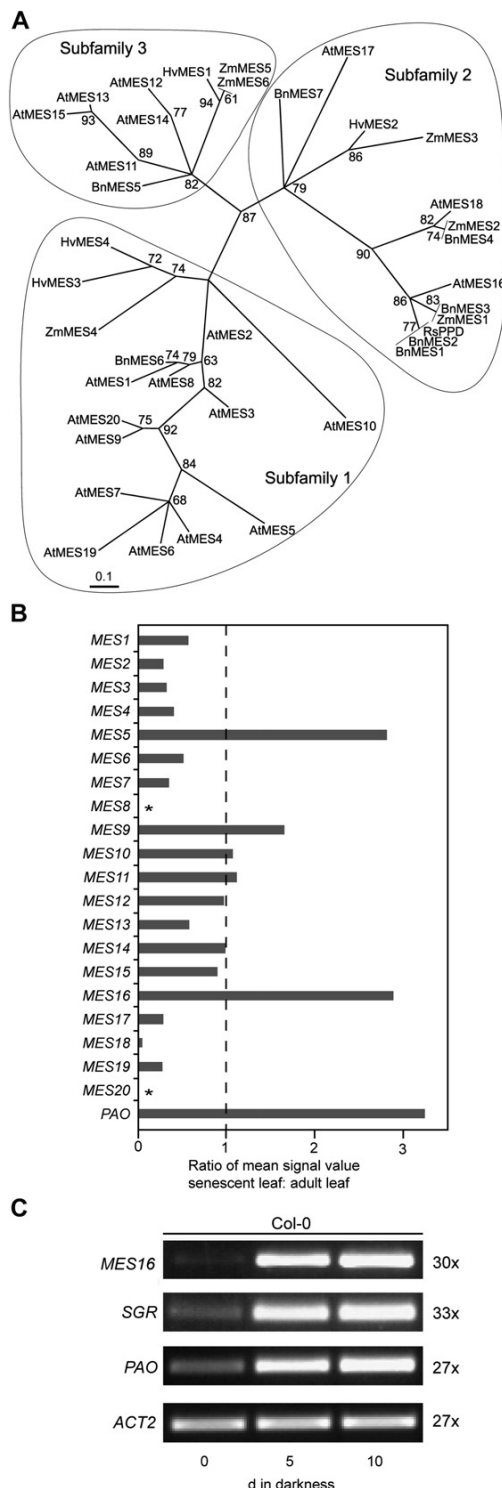 A
Subfamily 3
AtMES12
HvMES1
ZmMES5
ZmMES6
AtMES13
AtMES15
93
77
94
61
AtMES14
89
AtMES11
BnMES5
82
AtMES17
Subfamily 2
BnMES7
HvMES2
ZmMES3
86
79
87
AtMES18
82
ZmMES2
74
BnMES4
90
AtMES16
86
83
BnMES3
ZmMES1
77
RsPPD
BnMES2
BnMES1
HvMES4
72
74
HvMES3
ZmMES4
AtMES2
BnMES6
74
79
63
AtMES1
AtMES8
82
AtMES3
AtMES10
AtMES20
75
AtMES9
92
84
Subfamily 1
AtMES7
68
AtMES5
AtMES4
AtMES19
AtMES6
0.1
B
MES1
MES2
MES3
MES4
MES5
MES6
MES7
MES8 *
MES9
MES10
MES11
MES12
MES13
MES14
MES15
MES16
MES17
MES18
MES19
MES20 *
PAO
0 1 2 3
Ratio of mean signal value
senescent leaf: adult leaf
C
Col-0
MES16 30x
SGR 33x
PAO 27x
ACT2 27x
0 5 10
d in darkness